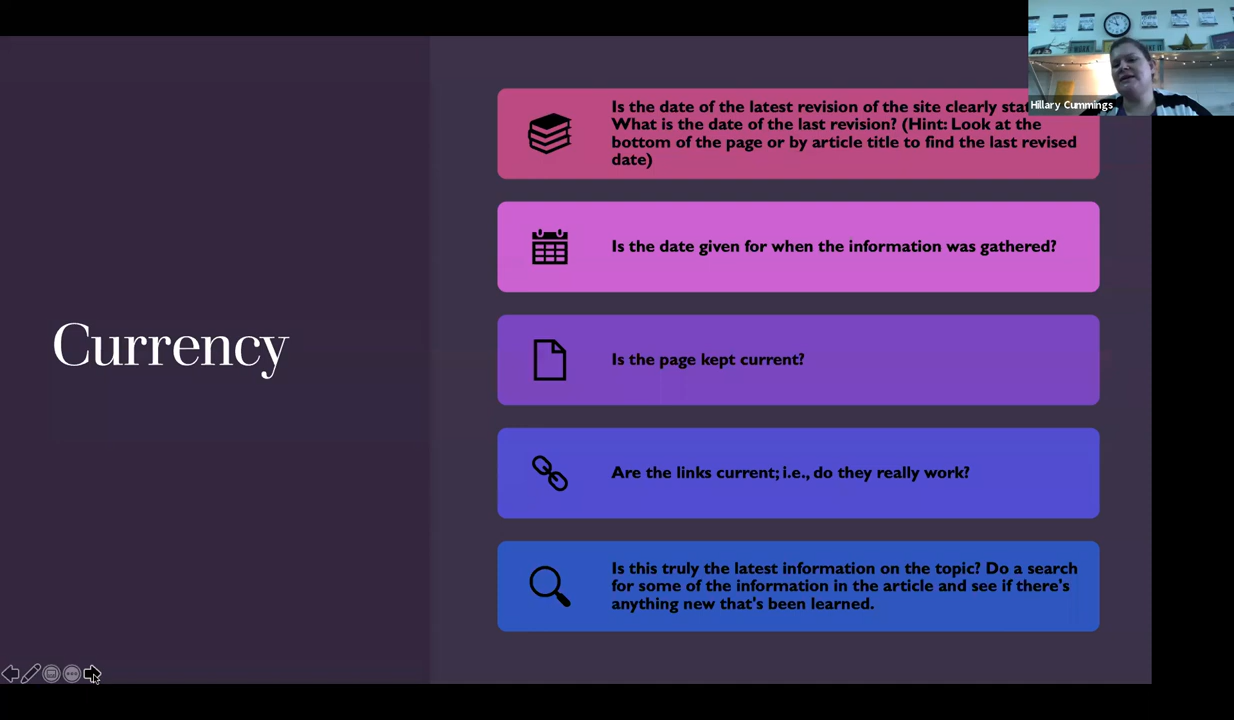 Hillary Cummings
Is the date of the latest revision of the site clearly
What is the date of the last revision? (Hint: Look at the
bottom of the page or by article title to find the last revised
date)
Is the date given for when the information was gathered?
Currency
Is the page kept current?
Are the links current; i.e., do they really work?
Is this truly the latest information on the topic? Do a search
for some of the information in the article and see if there's
anything new that's been learned.